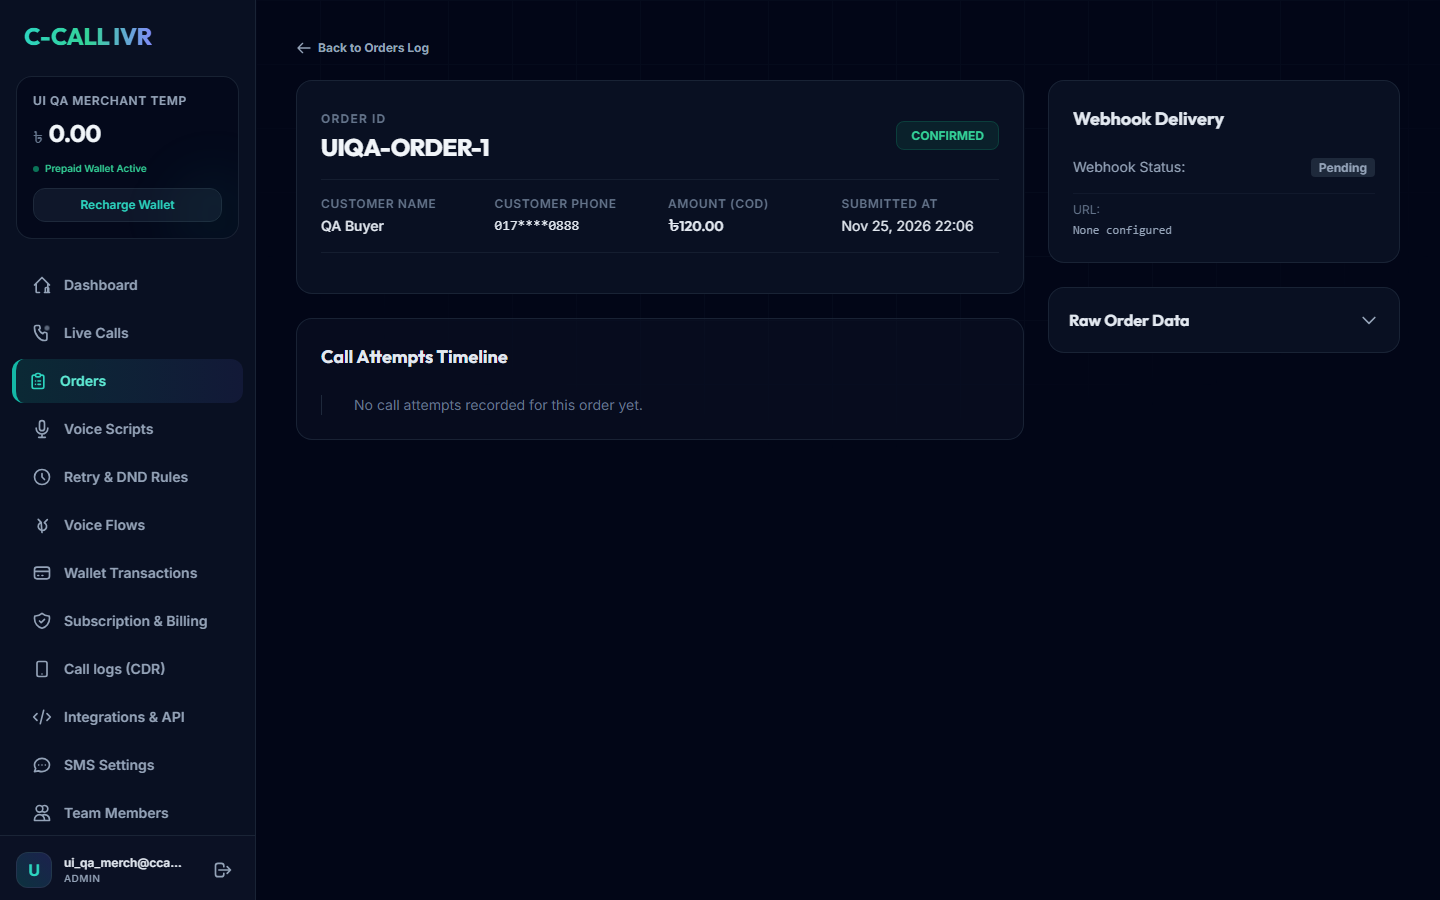 C-CALL IVR
UI QA MERCHANT TEMP
৳ 0.00
Prepaid Wallet Active
Recharge Wallet
Dashboard
Live Calls
Orders
Voice Scripts
Retry & DND Rules
Voice Flows
Wallet Transactions
Subscription & Billing
Call logs (CDR)
Integrations & API
SMS Settings
Team Members
U
ui_qa_merch@cca...
ADMIN
Back to Orders Log
ORDER ID
UIQA-ORDER-1
CONFIRMED
CUSTOMER NAME
QA Buyer
CUSTOMER PHONE
017****0888
AMOUNT (COD)
৳120.00
SUBMITTED AT
Nov 25, 2026 22:06
Call Attempts Timeline
No call attempts recorded for this order yet.
Webhook Delivery
Webhook Status: Pending
URL:
None configured
Raw Order Data